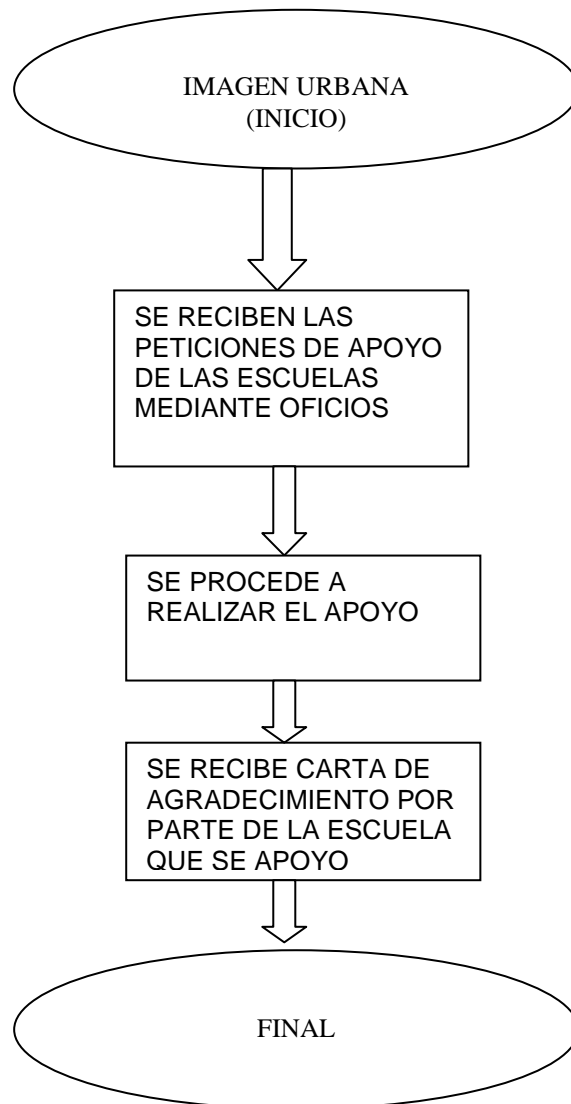 IMAGEN URBANA
(INICIO)
SE RECIBEN LAS
PETICIONES DE APOYO
DE LAS ESCUELAS
MEDIANTE OFICIOS
SE PROCEDE A
REALIZAR EL APOYO
SE RECIBE CARTA DE
AGRADECIMIENTO POR
PARTE DE LA ESCUELA
QUE SE APOYO
FINAL